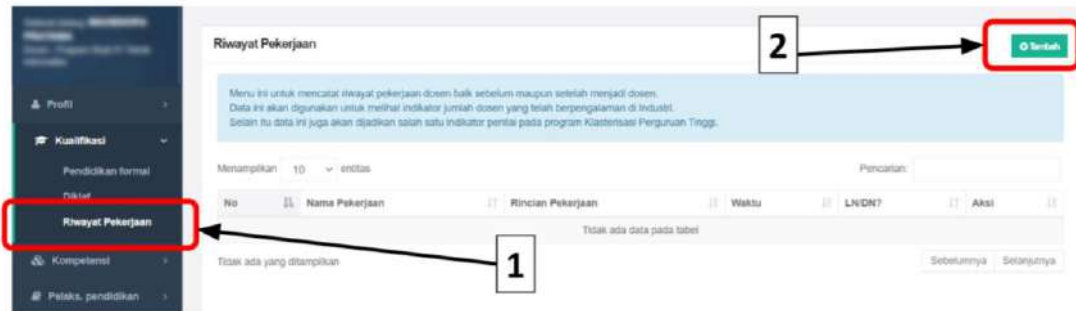 Riwayat Pekerjaan
2
Tambah
Menu ini untuk mencatat riwayat pekerjaan dosen baik sebelum maupun setelah menjadi dosen.
Data ini akan digunakan untuk melihat indikator jumlah dosen yang telah berpengalaman di Industri.
Selain itu data ini juga akan dijadikan salah satu indikator penilai pada program Klasterisasi Perguruan Tinggi.
Profil
Kualifikasi
Pendidikan formal
Diklat
Riwayat Pekerjaan
Kompetensi
Pelaks. pendidikan
Menampilkan 10 entitas
Pencarian:
No Nama Pekerjaan Rincian Pekerjaan Waktu LN/DN? Aksi
Tidak ada data pada tabel
Tidak ada yang ditampilkan
Sebelumnya Selanjutnya
1